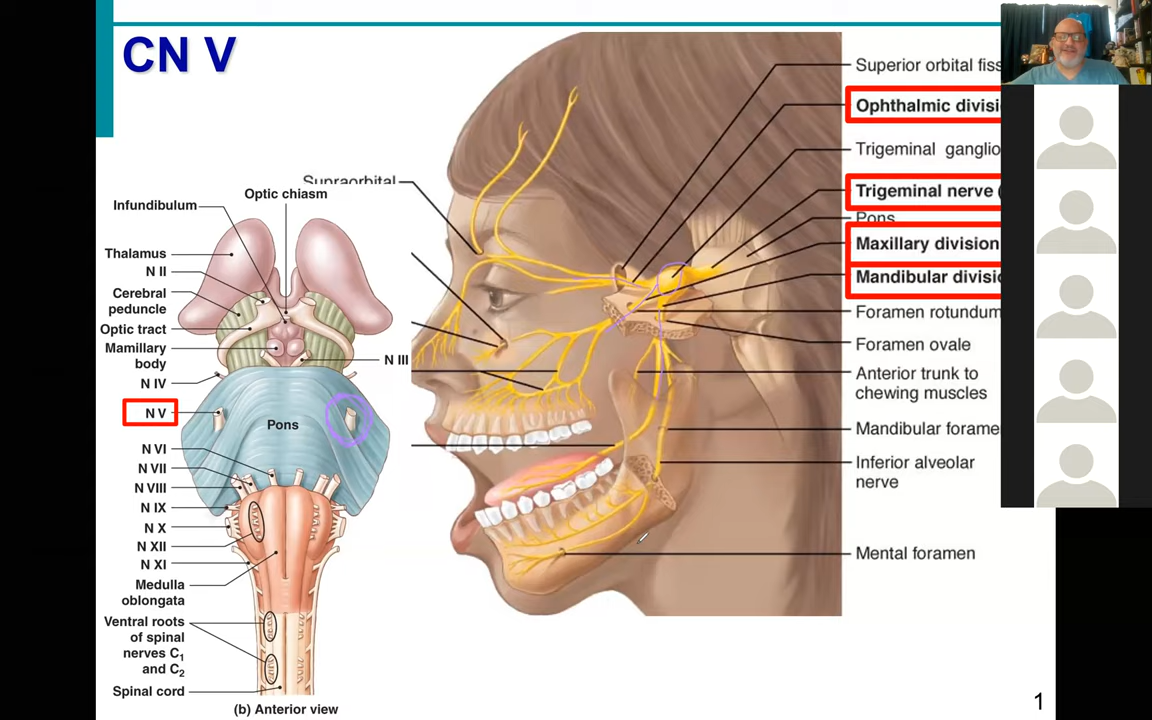 CN V
Supraorbital
Optic chiasm
Infundibulum
Thalamus
N II
Cerebral
peduncle
Optic tract
Mamillary
body
N III
N IV
N V
Pons
N VI
N VII
N VIII
N IX
N X
N XII
N XI
Medulla
oblongata
Ventral roots
of spinal
nerves C1
and C2
Spinal cord
(b) Anterior view
Superior orbital fiss
Ophthalmic divisi
Trigeminal ganglio
Trigeminal nerve (
Pons
Maxillary division
Mandibular divisio
Foramen rotundum
Foramen ovale
Anterior trunk to
chewing muscles
Mandibular forame
Inferior alveolar
nerve
Mental foramen
1